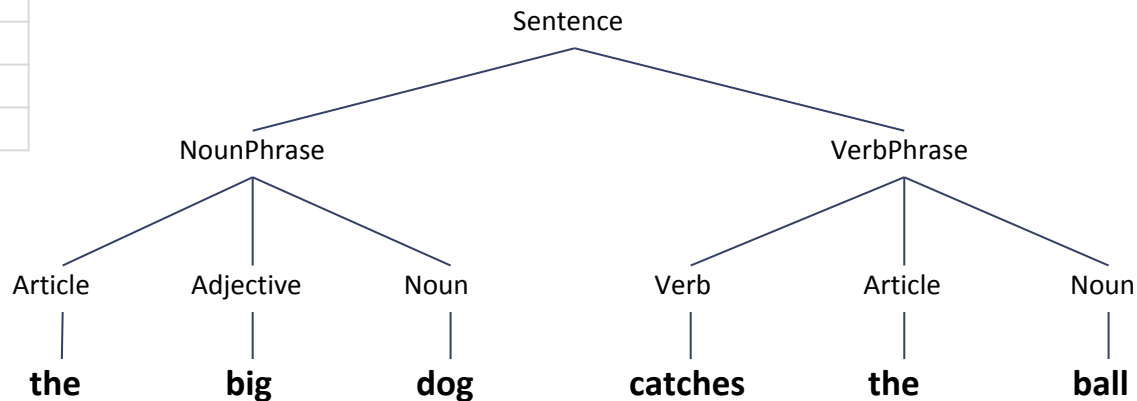 Sentence
NounPhrase VerbPhrase
Article Adjective Noun Verb Article Noun
the big dog catches the ball